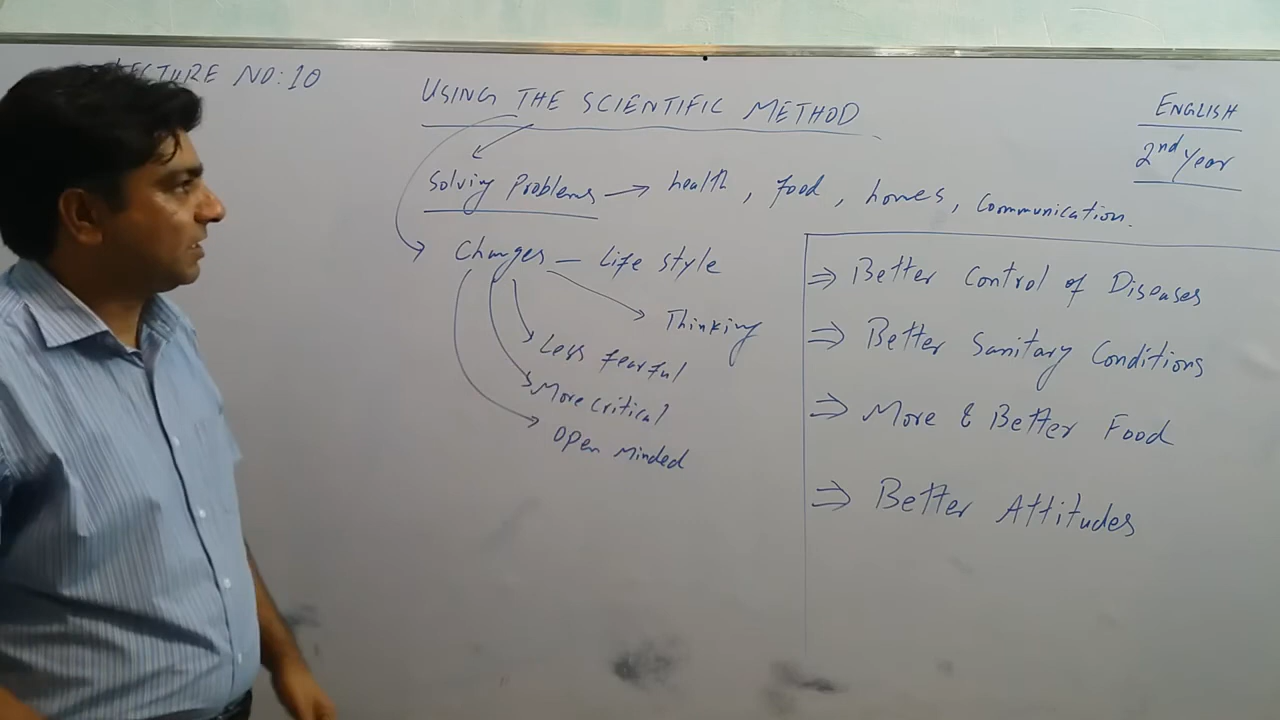 LECTURE NO: 10
USING THE SCIENTIFIC METHOD
ENGLISH
2nd Year
Solving Problems → health, food, homes, Communication.
Changes — Life style
Thinking
Less fearful
More critical
Open Minded
⇒ Better Control of Diseases
⇒ Better Sanitary Conditions
⇒ More & Better Food
⇒ Better Attitudes